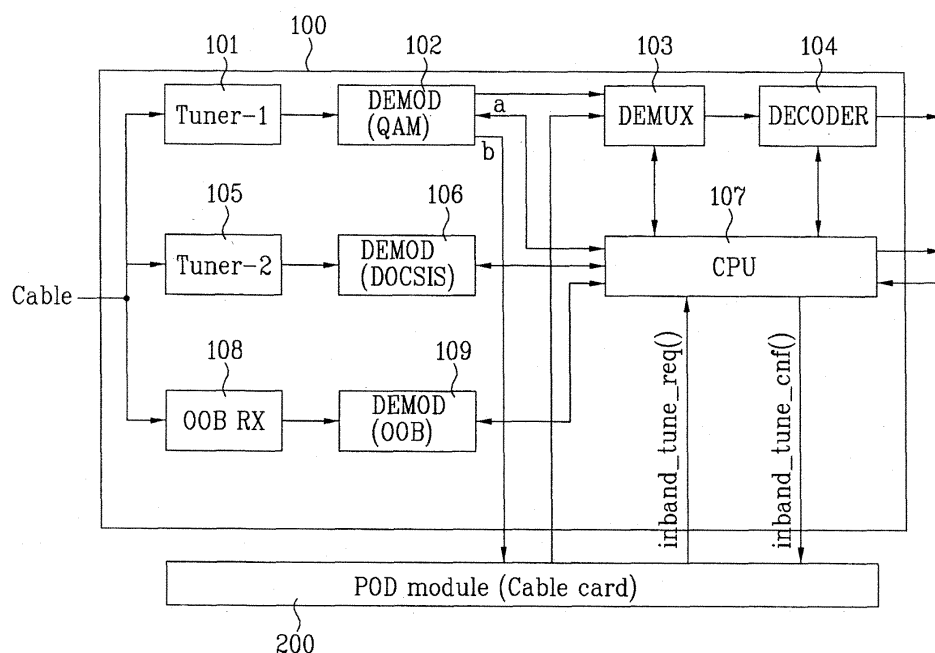 100
101
102
103
104
Tuner-1
DEMOD
(QAM)
a
b
DEMUX
DECODER
105
106
107
Tuner-2
DEMOD
(DOCSIS)
CPU
Cable
108
109
OOB RX
DEMOD
(OOB)
inband_tune_req()
inband_tune_cnf()
POD module (Cable card)
200